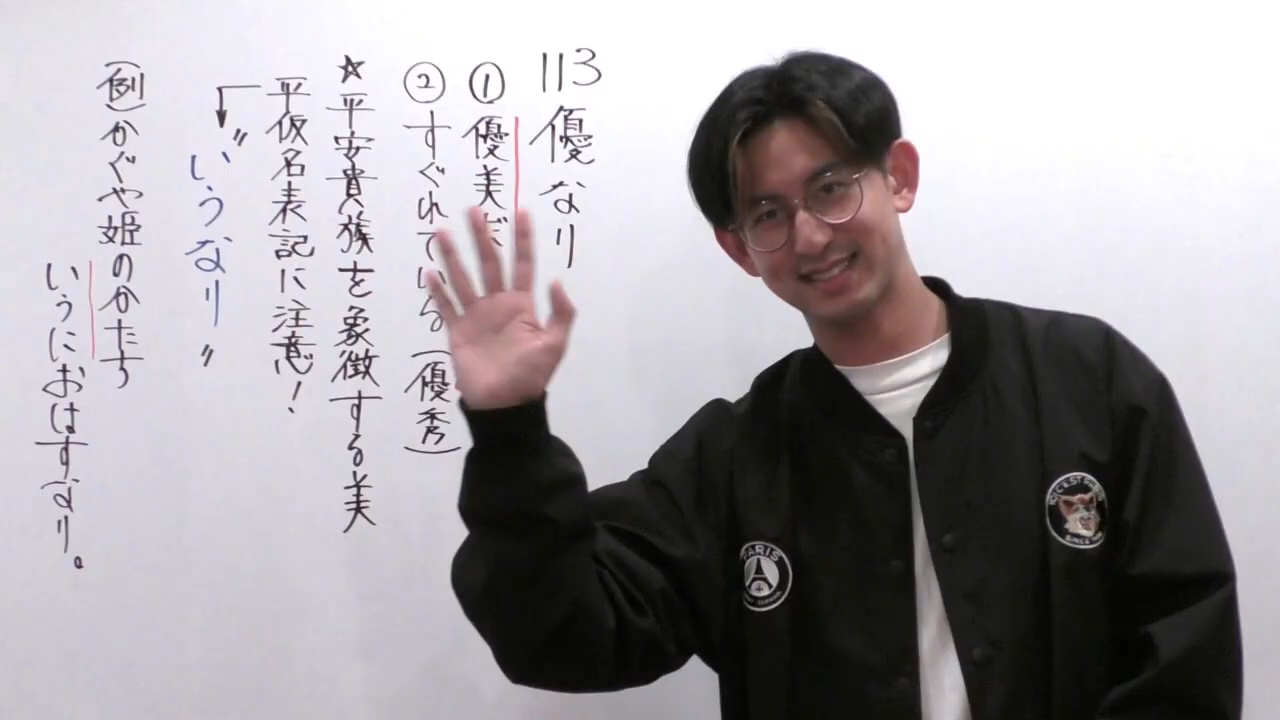 113 優なり
① 優美だ
② すぐれている（優秀）
☆平安貴族を象徴する美
平仮名表記に注意！
"いうなり"
（例）かぐや姫のかたち
いうにおはすなり。
PARIS